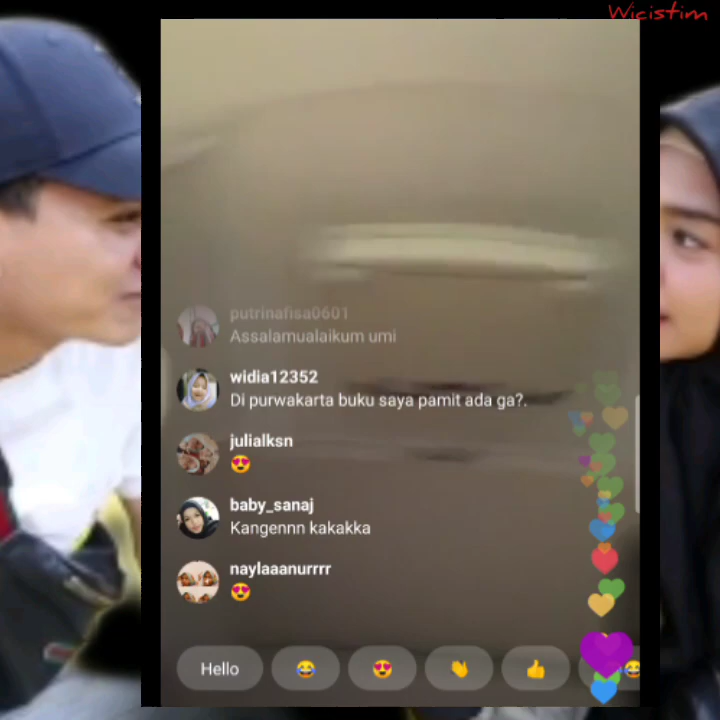 Wicistim
putrinafisa0601
Assalamualaikum umi
widia12352
Di purwakarta buku saya pamit ada ga?.
julialksn
😍
baby_sanaj
Kangennn kakakka
naylaaanurrrr
😍
Hello 😂 😍 👏 👍 😂